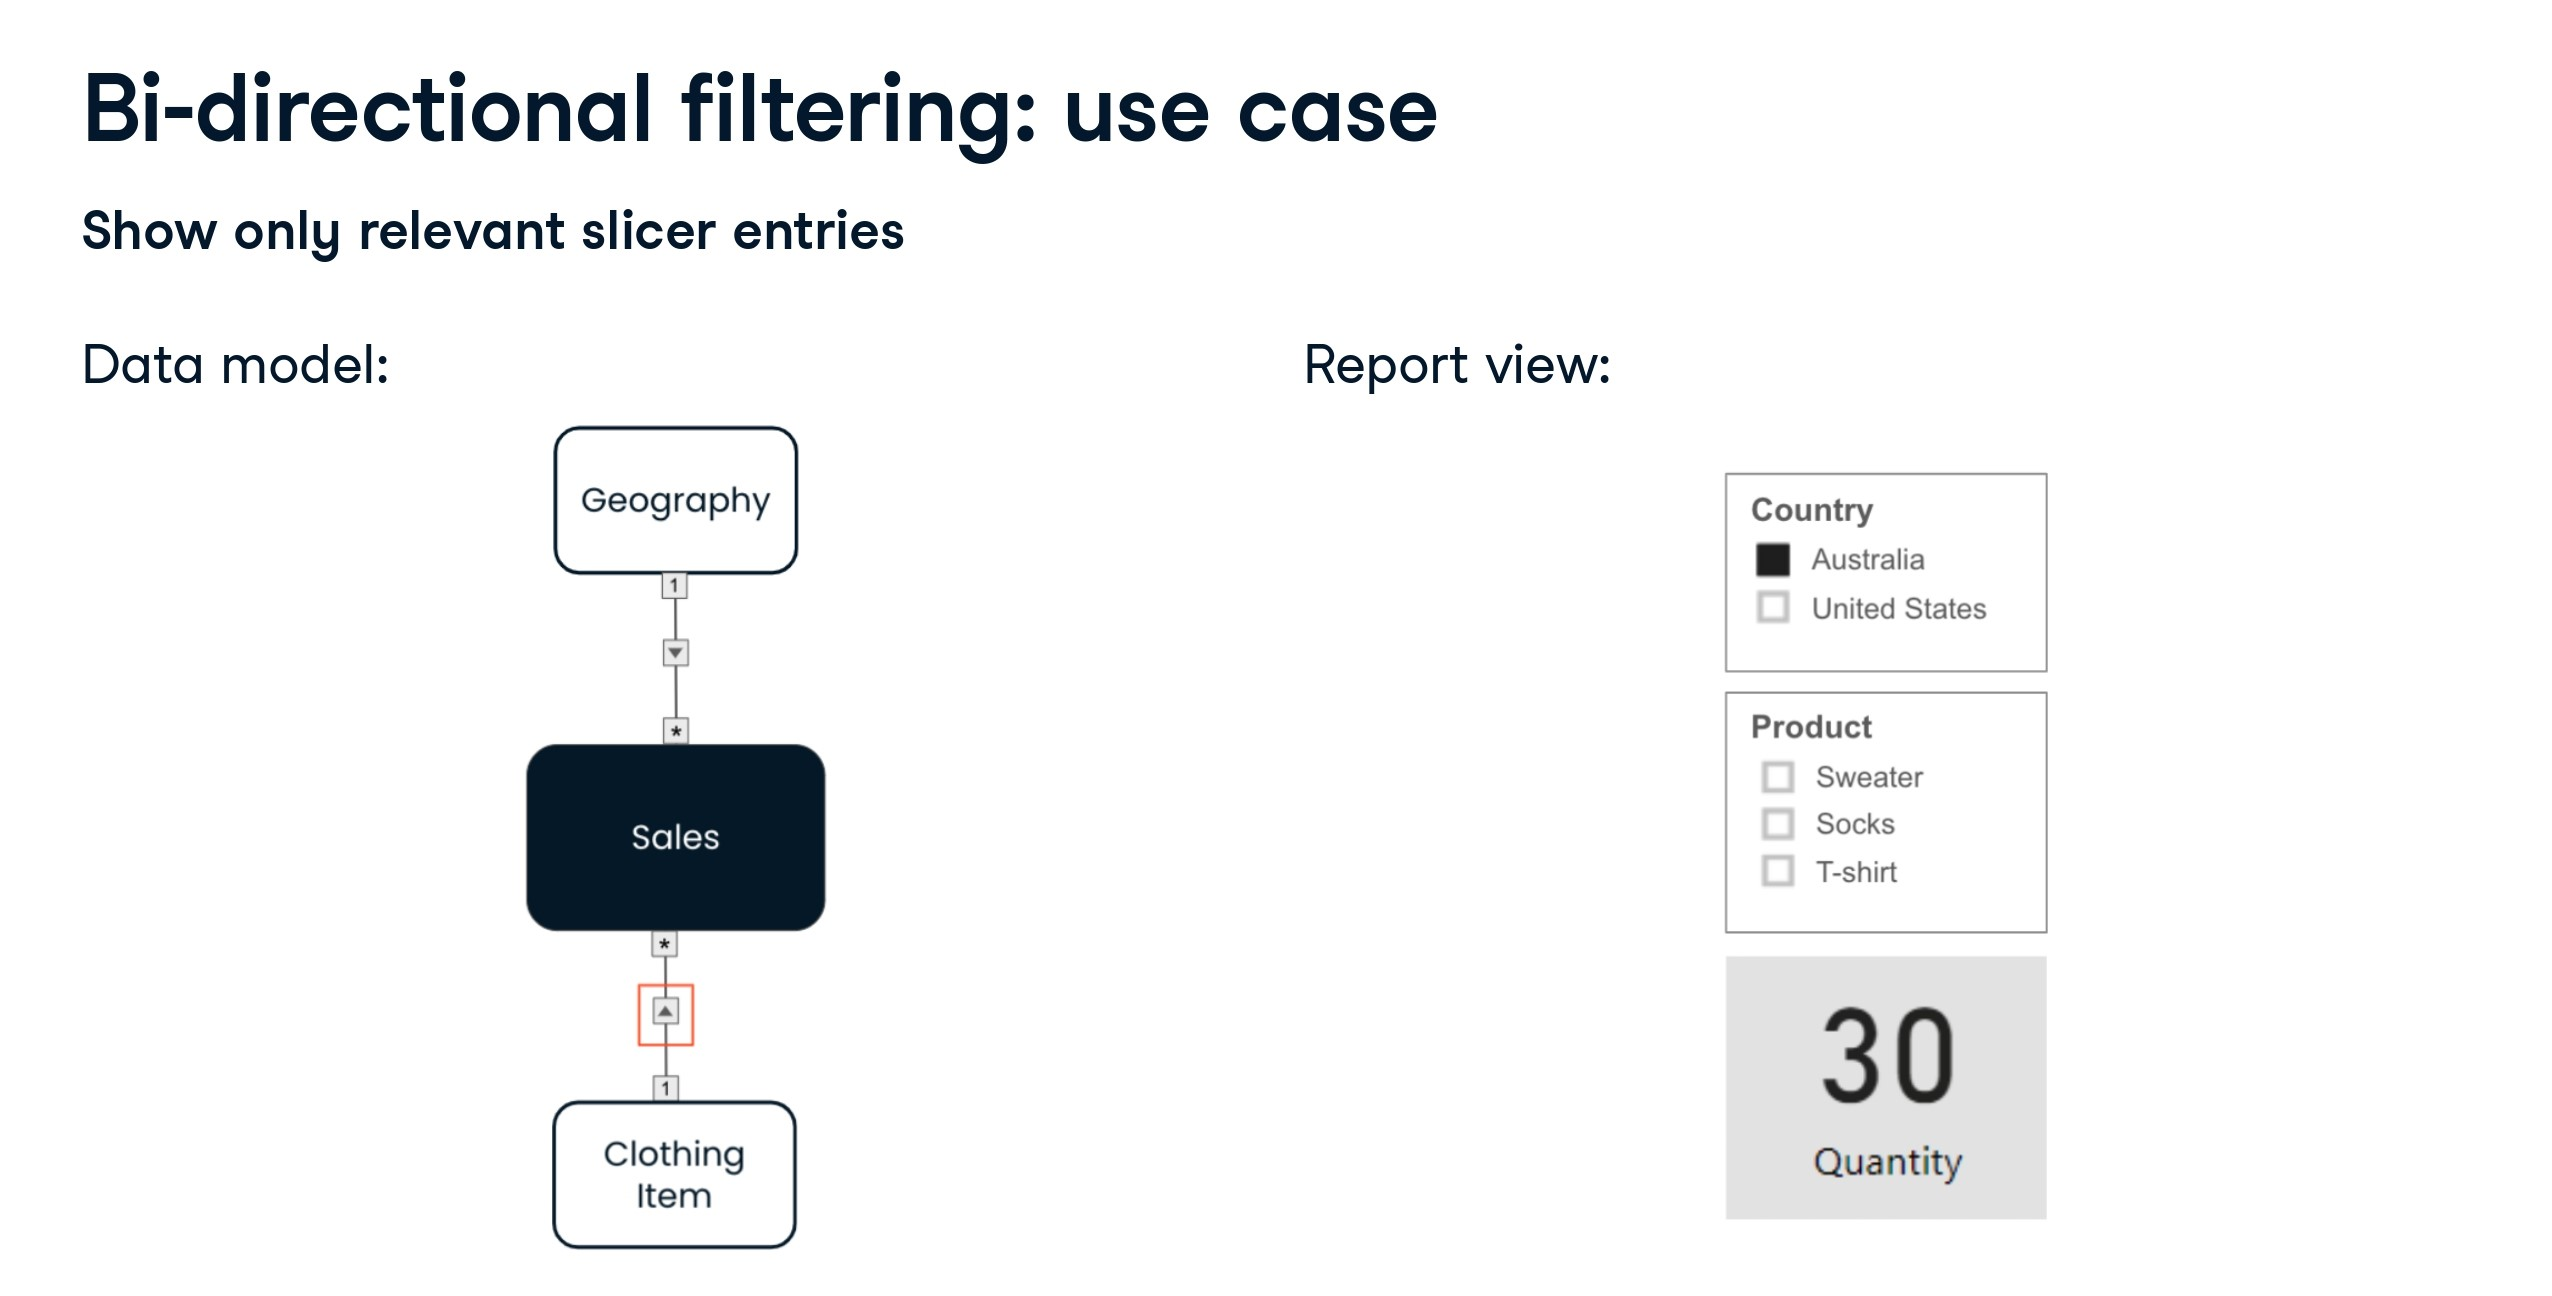 Bi-directional filtering: use case
Show only relevant slicer entries
Data model:
Geography
1
*
Sales
*
1
Clothing
Item
Report view:
Country
Australia
United States
Product
Sweater
Socks
T-shirt
30
Quantity